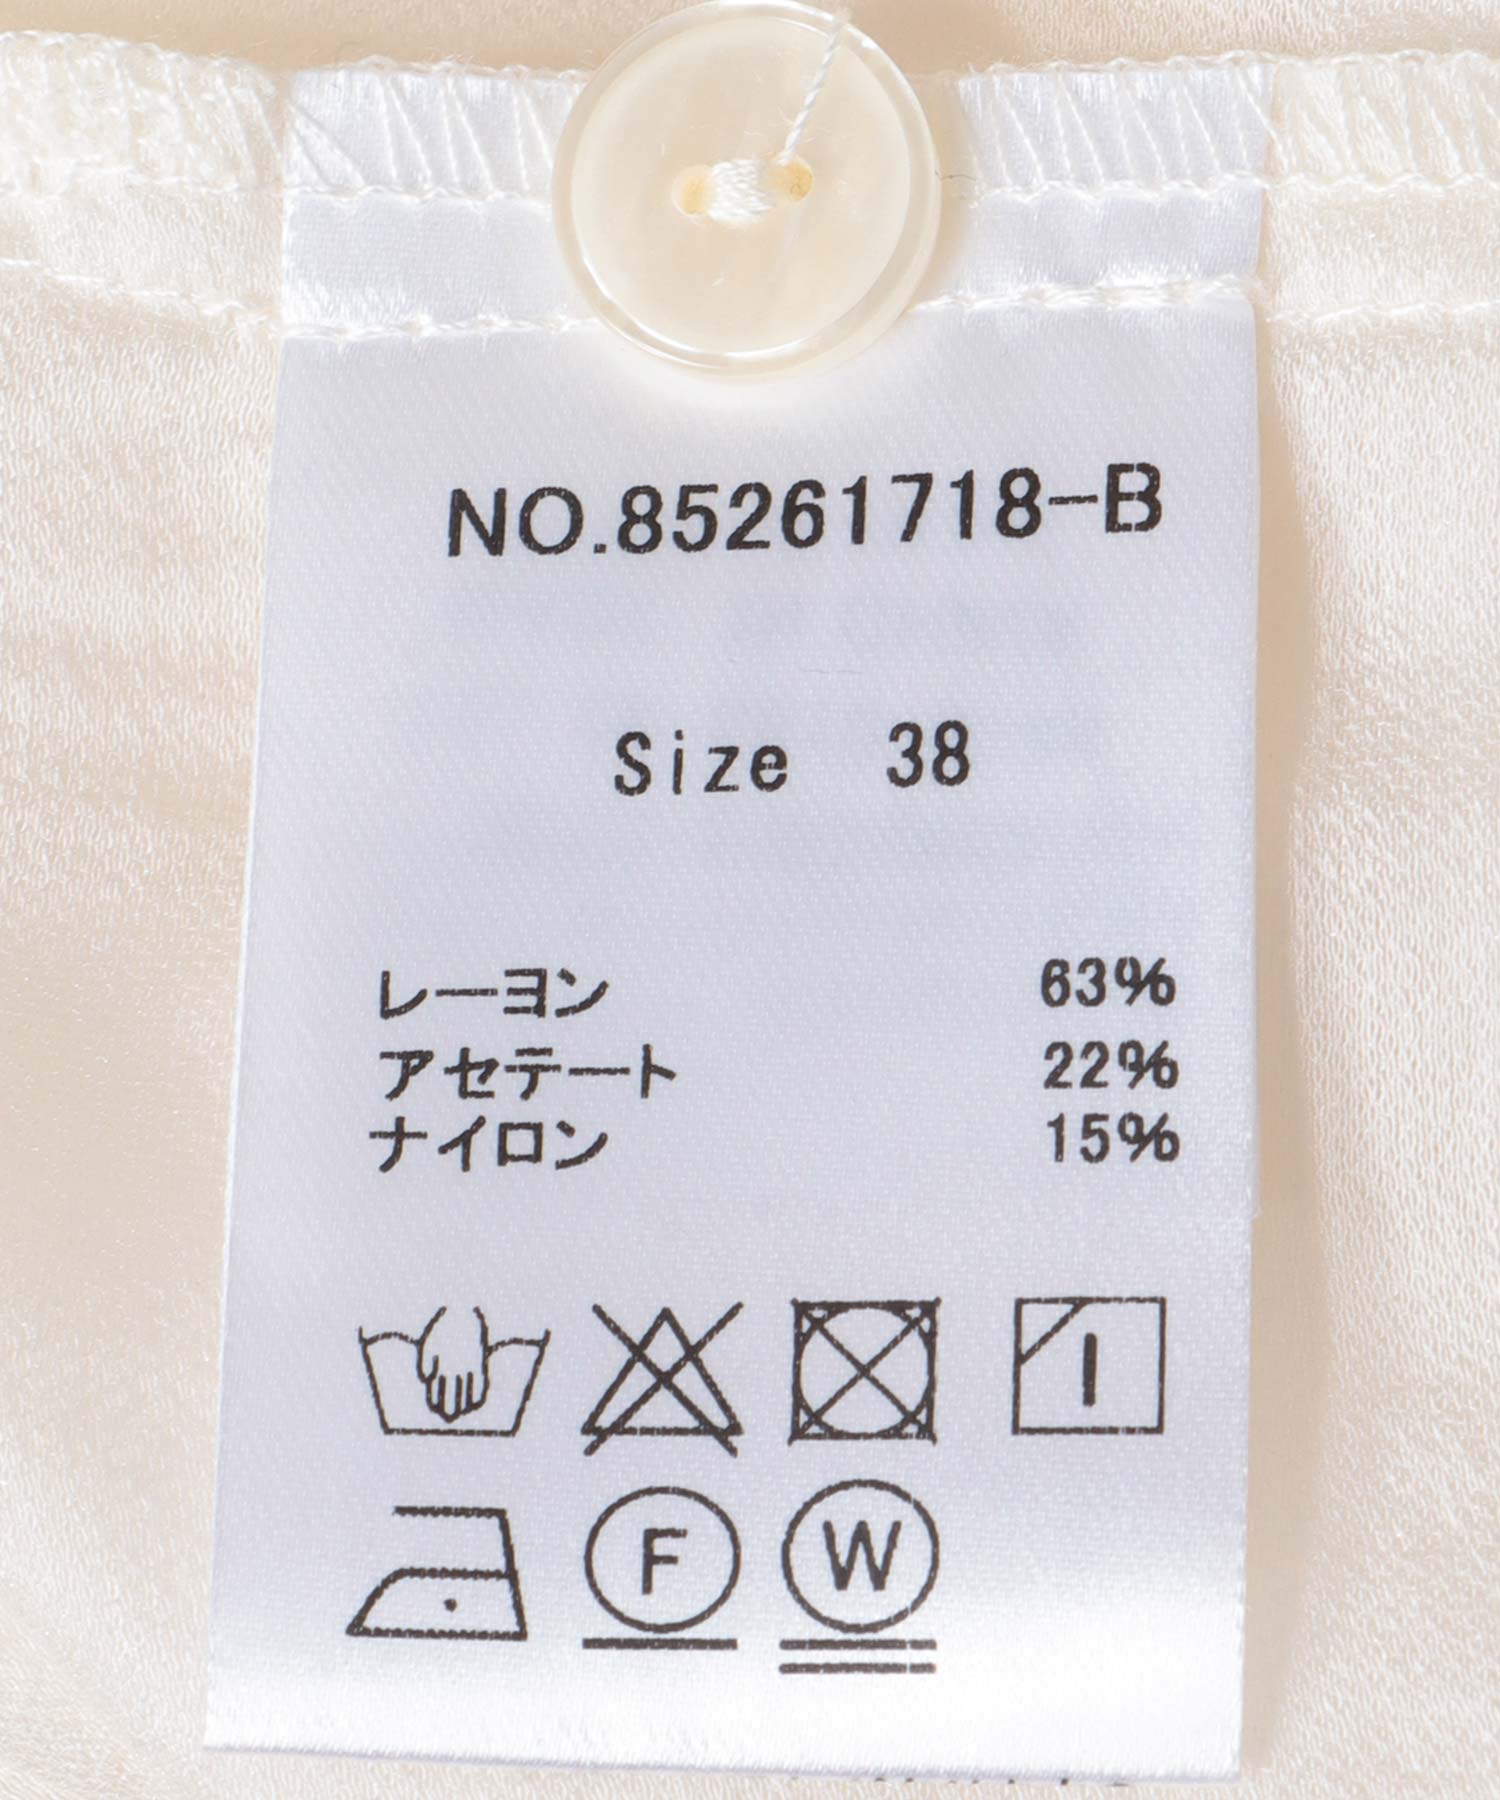 NO.85261718-B
Size 38
レーヨン 63%
アセテート 22%
ナイロン 15%
F W